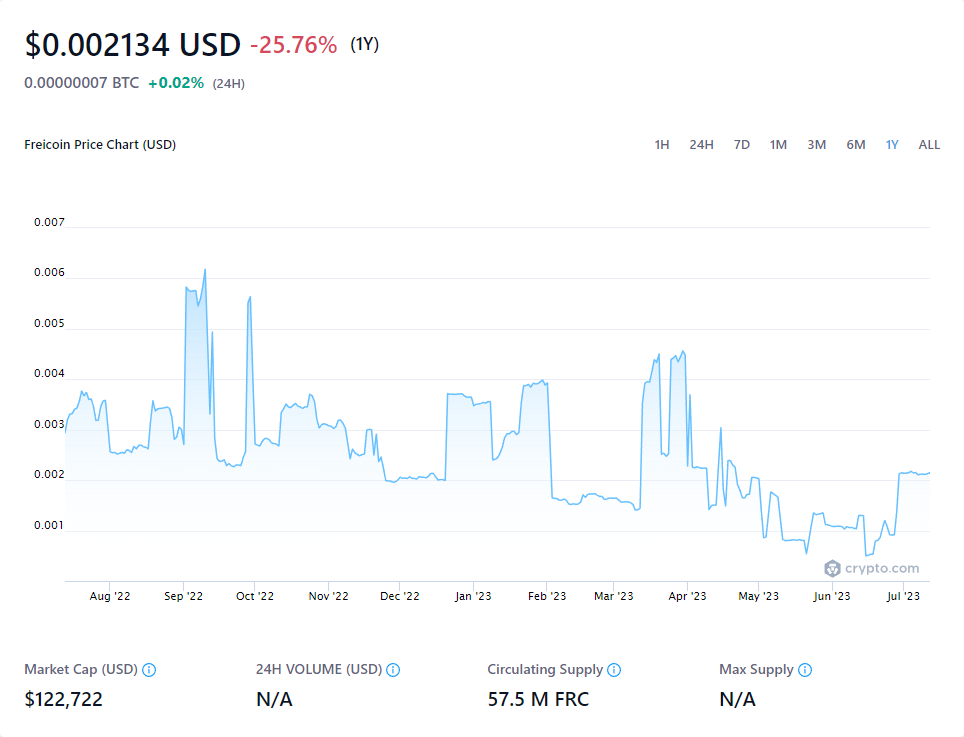 $0.002134 USD -25.76% (1Y)
0.00000007 BTC +0.02% (24H)
Freicoin Price Chart (USD) 1H 24H 7D 1M 3M 6M 1Y ALL
0.007
0.006
0.005
0.004
0.003
0.002
0.001
crypto.com
Aug '22 Sep '22 Oct '22 Nov '22 Dec '22 Jan '23 Feb '23 Mar '23 Apr '23 May '23 Jun '23 Jul '23
Market Cap (USD) 24H VOLUME (USD) Circulating Supply Max Supply
$122,722 N/A 57.5 M FRC N/A